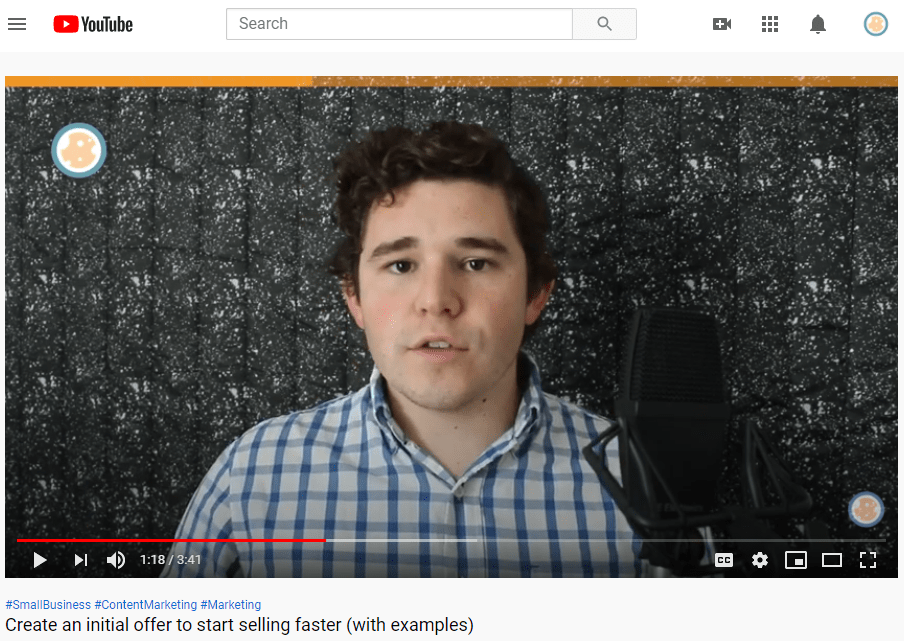 YouTube
Search
1:18 / 3:41
CC
#SmallBusiness #ContentMarketing #Marketing
Create an initial offer to start selling faster (with examples)